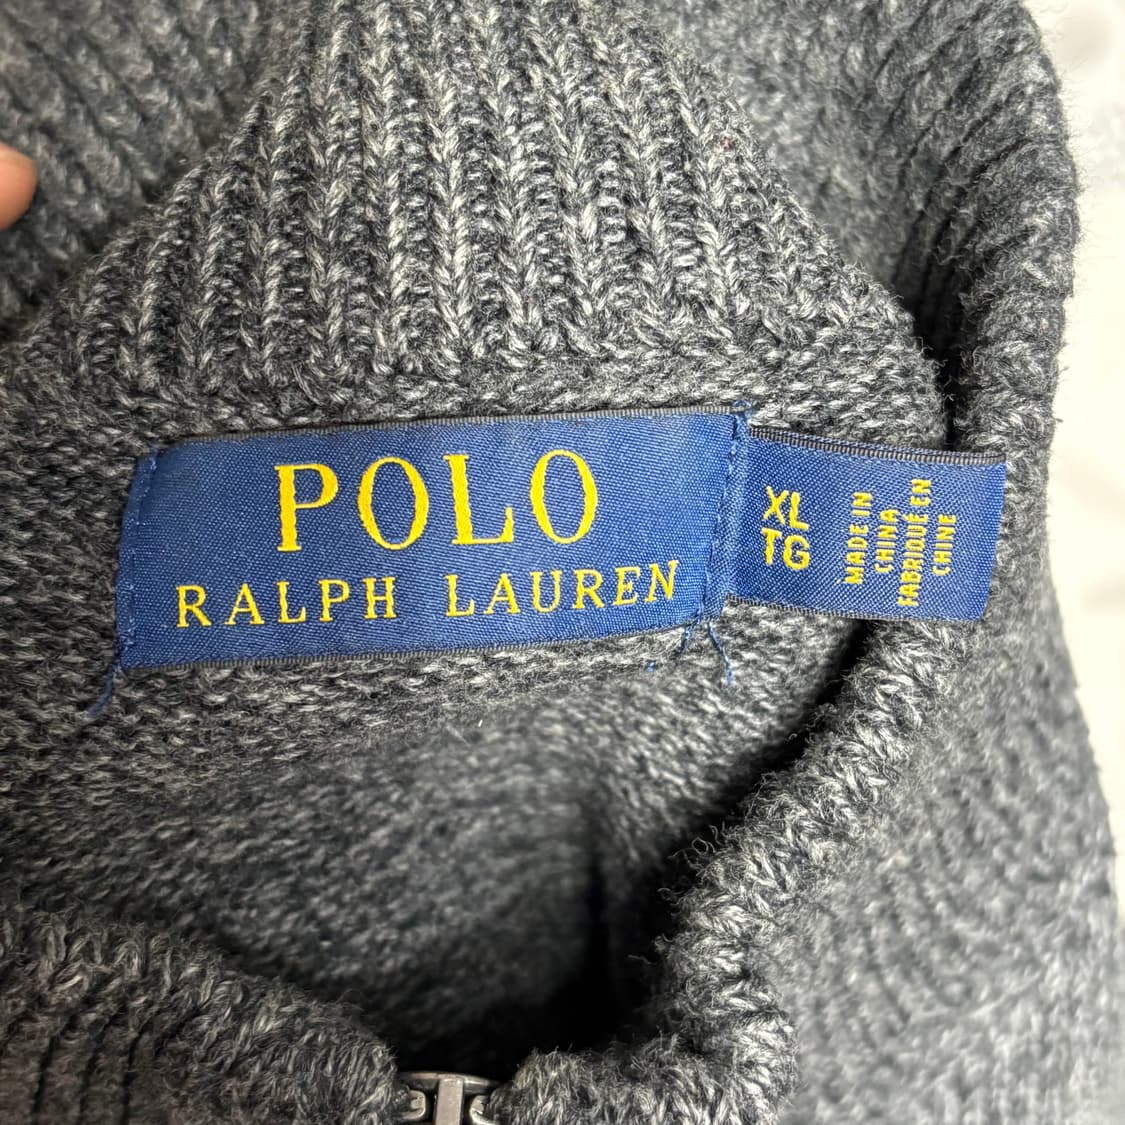 POLO
RALPH LAUREN
XL
TG
MADE IN
CHINA
FABRIQUÉ EN
CHINE